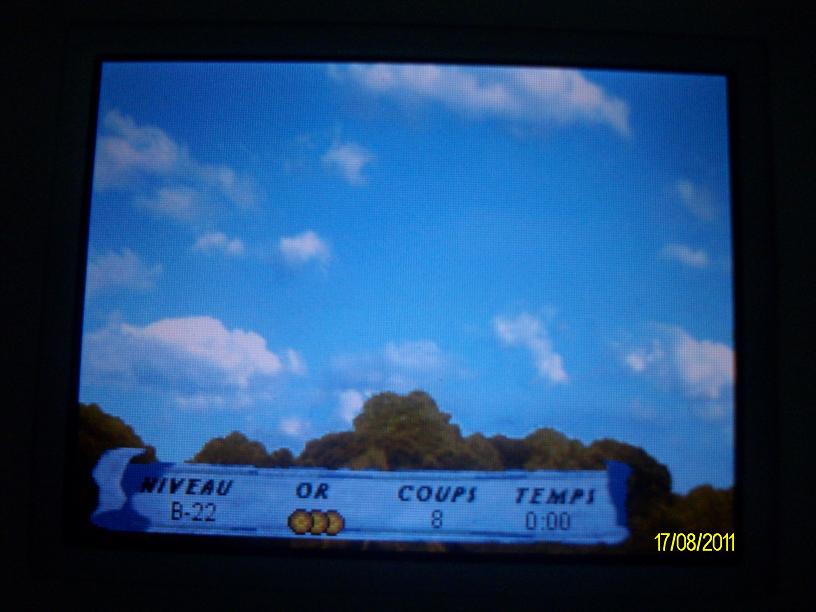 NIVEAU OR COUPS TEMPS
B-22 8 0:00
17/08/2011